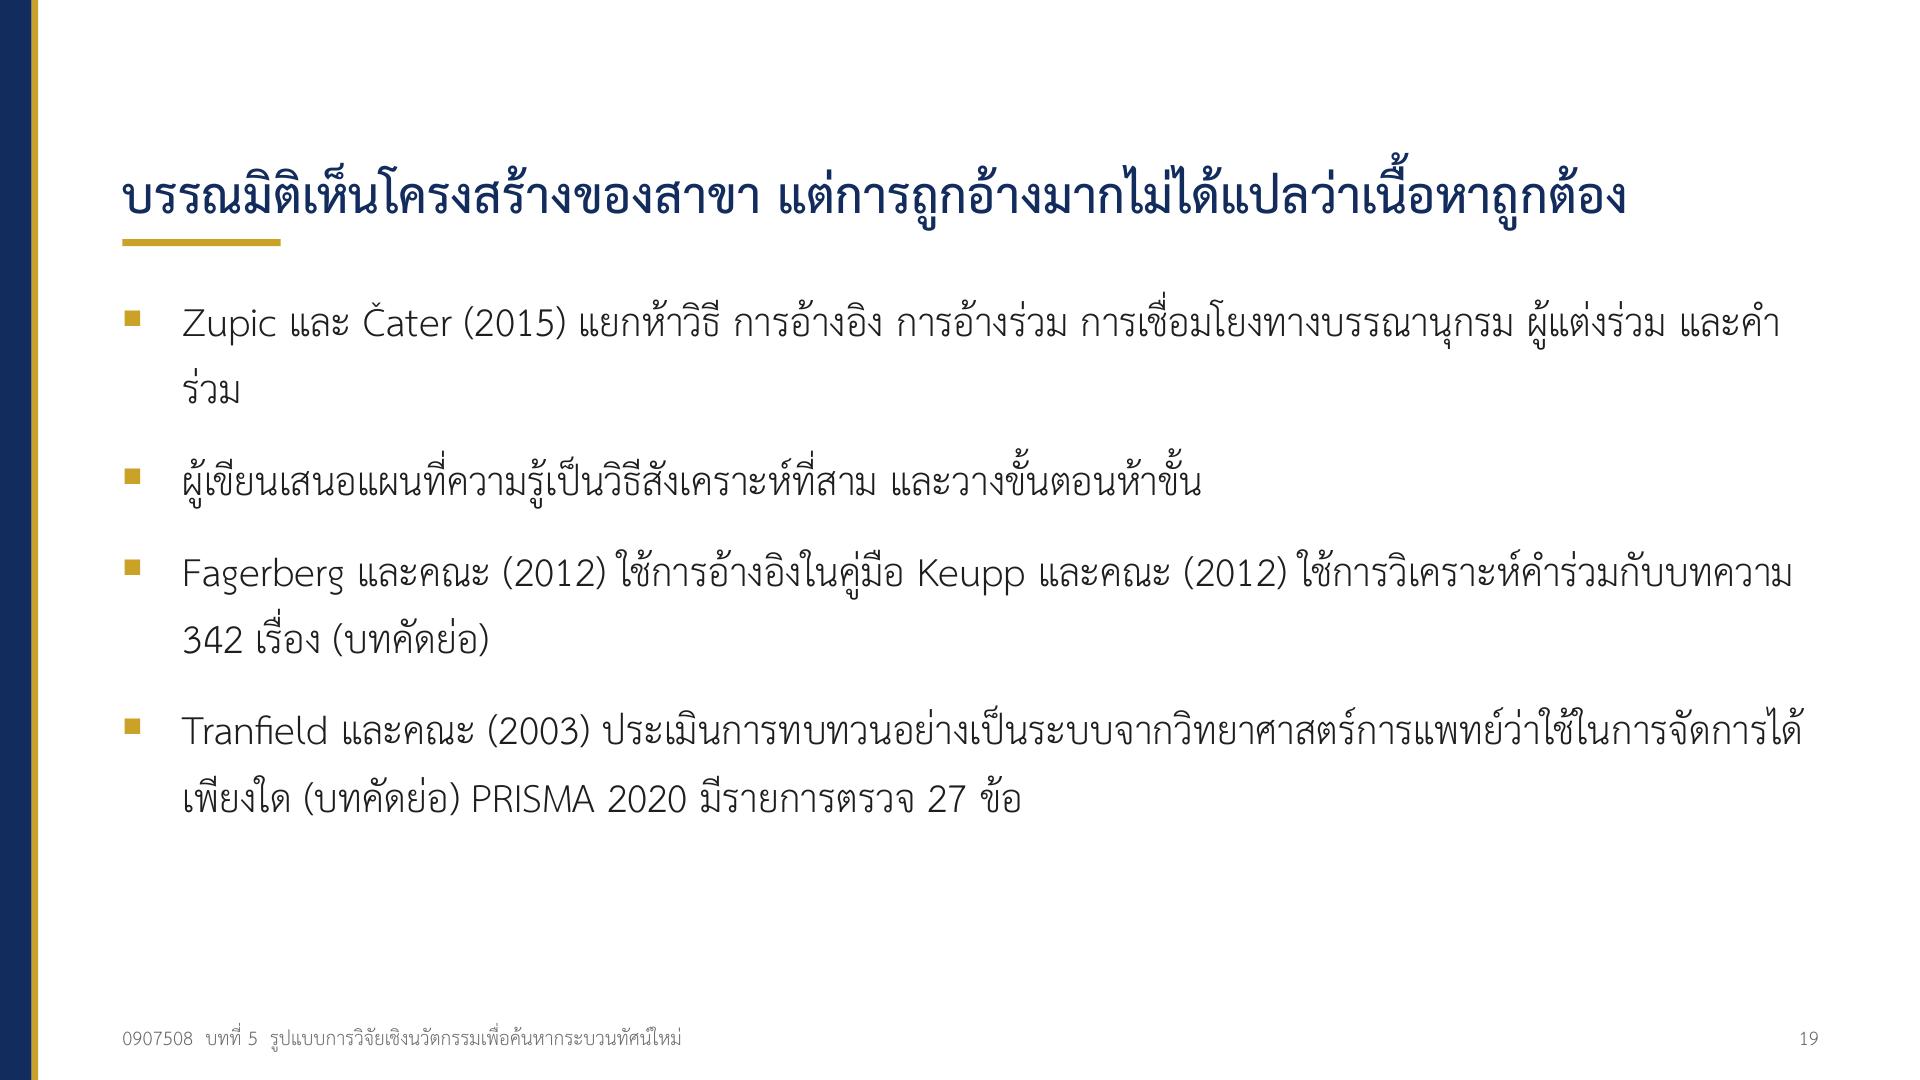 บรรณมิติเห็นโครงสร้างของสาขา แต่การถูกอ้างมากไม่ได้แปลว่าเนื้อหาถูกต้อง
Zupic และ Čater (2015) แยกห้าวิธี การอ้างอิง การอ้างร่วม การเชื่อมโยงทางบรรณานุกรม ผู้แต่งร่วม และคำ
ร่วม
ผู้เขียนเสนอแผนที่ความรู้เป็นวิธีสังเคราะห์ที่สาม และวางขั้นตอนห้าขั้น
Fagerberg และคณะ (2012) ใช้การอ้างอิงในคู่มือ Keupp และคณะ (2012) ใช้การวิเคราะห์คำร่วมกับบทความ
342 เรื่อง (บทคัดย่อ)
Tranfield และคณะ (2003) ประเมินการทบทวนอย่างเป็นระบบจากวิทยาศาสตร์การแพทย์ว่าใช้ในการจัดการได้
เพียงใด (บทคัดย่อ) PRISMA 2020 มีรายการตรวจ 27 ข้อ
0907508 บทที่ 5 รูปแบบการวิจัยเชิงนวัตกรรมเพื่อค้นหากระบวนทัศน์ใหม่
19